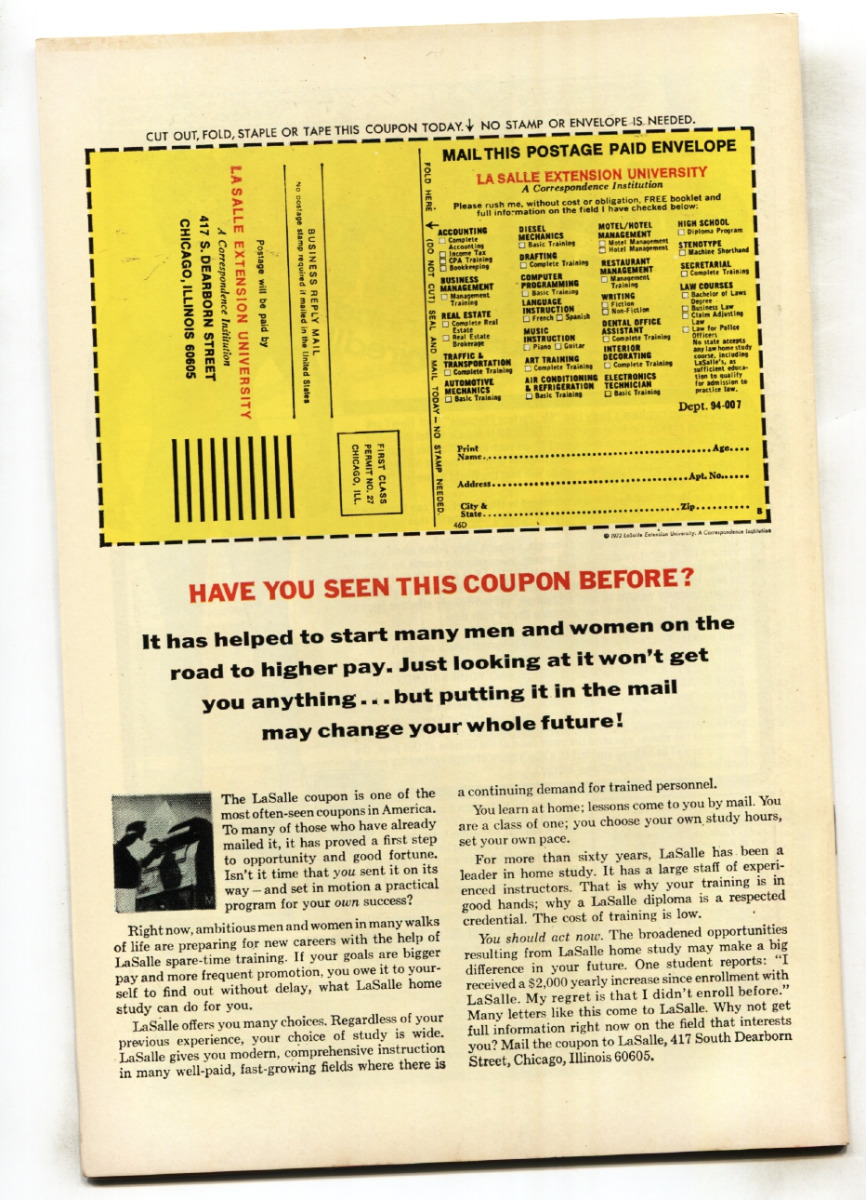 CUT OUT, FOLD, STAPLE OR TAPE THIS COUPON TODAY. ↓ NO STAMP OR ENVELOPE IS NEEDED.
LA SALLE EXTENSION UNIVERSITY
A Correspondence Institution
417 S. DEARBORN STREET
CHICAGO, ILLINOIS 60605
Postage will be paid by
BUSINESS REPLY MAIL
No postage stamp required if mailed in the United States
FIRST CLASS
PERMIT NO. 27
CHICAGO, ILL.
FOLD HERE (DO NOT CUT) SEAL AND MAIL TODAY — NO STAMP NEEDED.
MAIL THIS POSTAGE PAID ENVELOPE
LA SALLE EXTENSION UNIVERSITY
A Correspondence Institution
Please rush me, without cost or obligation, FREE booklet and
full information on the field I have checked below:
ACCOUNTING
Complete
Accounting
Income Tax
CPA Training
Bookkeeping
BUSINESS
MANAGEMENT
Management
Training
REAL ESTATE
Complete Real
Estate
Real Estate
Brokerage
TRAFFIC &
TRANSPORTATION
Complete Training
AUTOMOTIVE
MECHANICS
Basic Training
DIESEL
MECHANICS
Basic Training
DRAFTING
Complete Training
COMPUTER
PROGRAMMING
Basic Training
LANGUAGE
INSTRUCTION
French Spanish
MUSIC
INSTRUCTION
Piano Guitar
ART TRAINING
Complete Training
AIR CONDITIONING
& REFRIGERATION
Basic Training
MOTEL/HOTEL
MANAGEMENT
Motel Management
Hotel Management
RESTAURANT
MANAGEMENT
Management
Training
WRITING
Fiction
Non-Fiction
DENTAL OFFICE
ASSISTANT
Complete Training
INTERIOR
DECORATING
Complete Training
ELECTRONICS
TECHNICIAN
Basic Training
HIGH SCHOOL
Diploma Program
STENOTYPE
Machine Shorthand
SECRETARIAL
Complete Training
LAW COURSES
Bachelor of Laws
Degree
Business Law
Claim Adjusting
Law
Law for Police
Officers
No state accepts
any law home study
course, including
LaSalle's, as
sufficient educa-
tion to qualify
for admission to
practice law.
Dept. 94-007
Print
Name Age
Address Apt. No.
City &
State Zip
46D
B
© 1972 LaSalle Extension University. A Correspondence Institution
HAVE YOU SEEN THIS COUPON BEFORE?
It has helped to start many men and women on the
road to higher pay. Just looking at it won't get
you anything...but putting it in the mail
may change your whole future!
The LaSalle coupon is one of the
most often-seen coupons in America.
To many of those who have already
mailed it, it has proved a first step
to opportunity and good fortune.
Isn't it time that you sent it on its
way—and set in motion a practical
program for your own success?
Right now, ambitious men and women in many walks
of life are preparing for new careers with the help of
LaSalle spare-time training. If your goals are bigger
pay and more frequent promotion, you owe it to your-
self to find out without delay, what LaSalle home
study can do for you.
LaSalle offers you many choices. Regardless of your
previous experience, your choice of study is wide.
LaSalle gives you modern, comprehensive instruction
in many well-paid, fast-growing fields where there is
a continuing demand for trained personnel.
You learn at home; lessons come to you by mail. You
are a class of one; you choose your own study hours,
set your own pace.
For more than sixty years, LaSalle has been a
leader in home study. It has a large staff of experi-
enced instructors. That is why your training is in
good hands; why a LaSalle diploma is a respected
credential. The cost of training is low.
You should act now. The broadened opportunities
resulting from LaSalle home study may make a big
difference in your future. One student reports: "I
received a $2,000 yearly increase since enrollment with
LaSalle. My regret is that I didn't enroll before."
Many letters like this come to LaSalle. Why not get
full information right now on the field that interests
you? Mail the coupon to LaSalle, 417 South Dearborn
Street, Chicago, Illinois 60605.